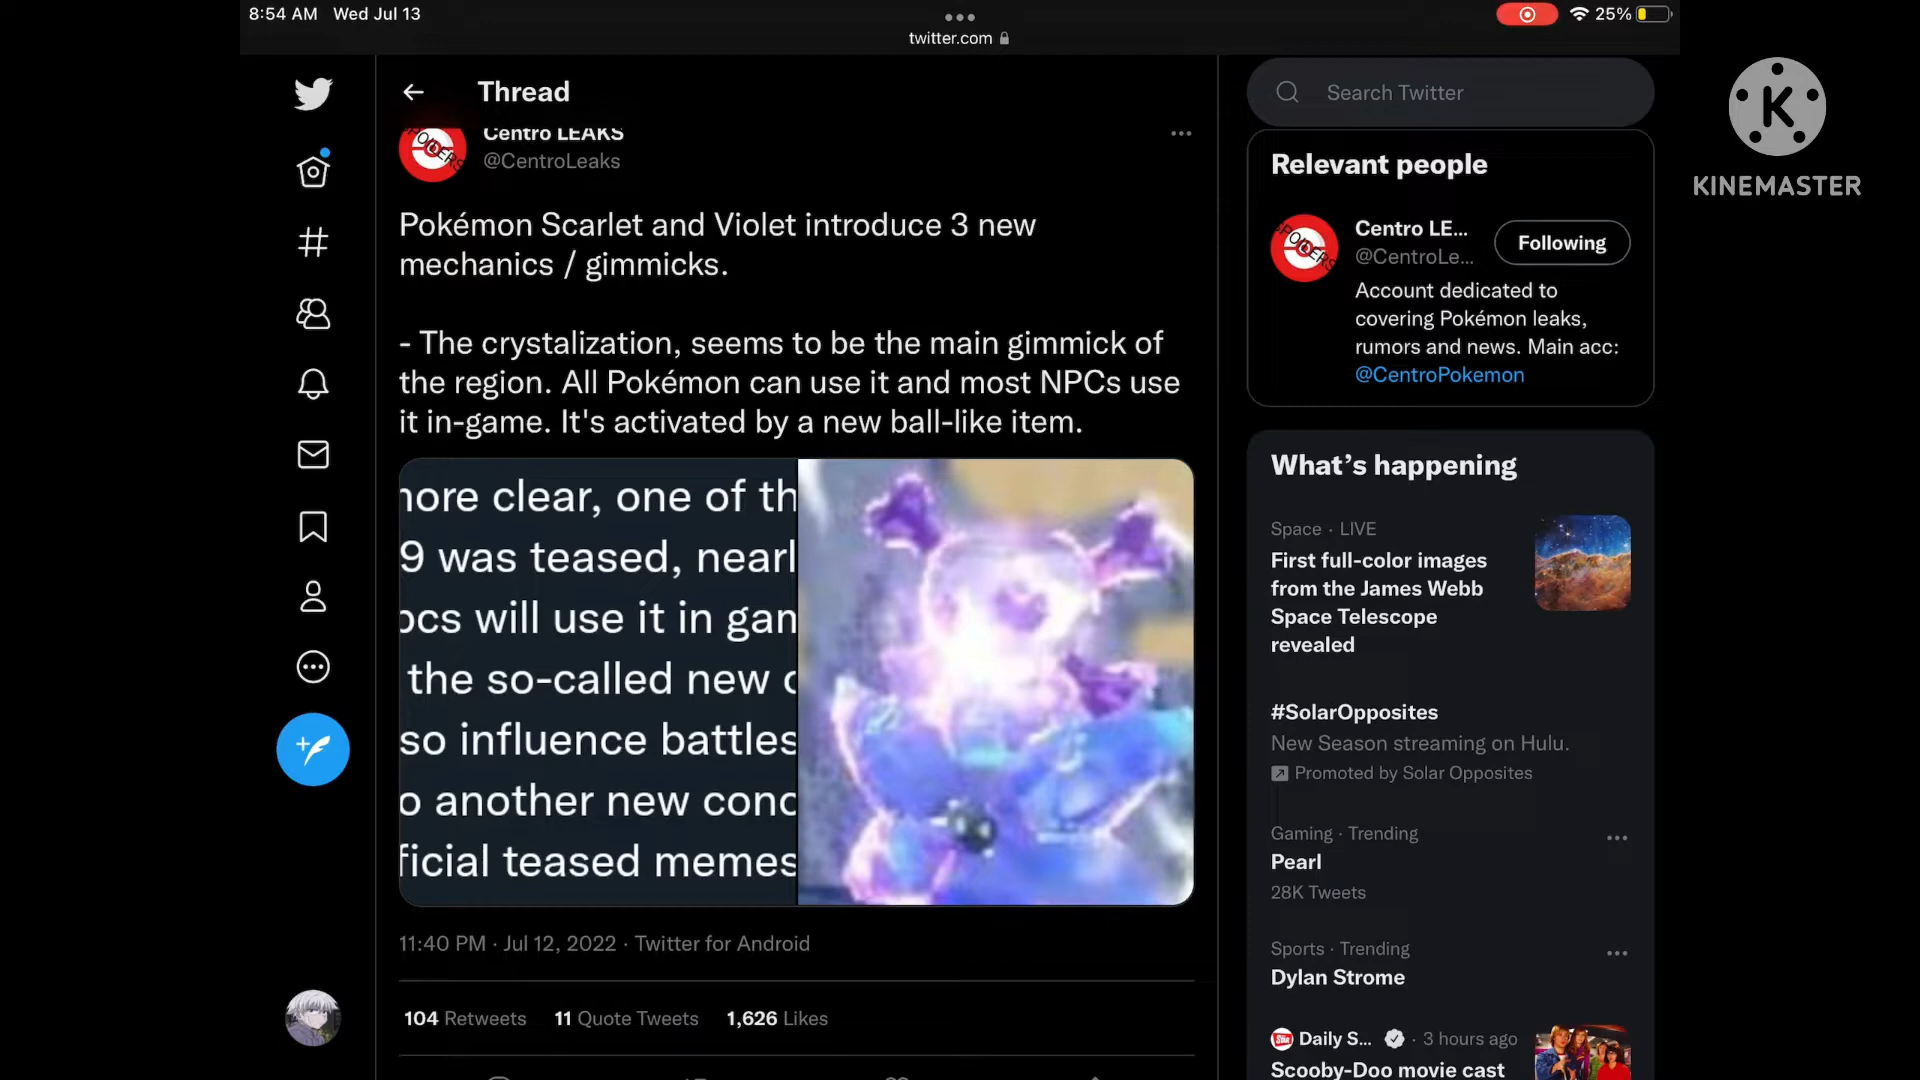 8:54 AM Wed Jul 13
twitter.com
25%
Thread
Centro LEAKS
@CentroLeaks
Pokémon Scarlet and Violet introduce 3 new
mechanics / gimmicks.
- The crystalization, seems to be the main gimmick of
the region. All Pokémon can use it and most NPCs use
it in-game. It's activated by a new ball-like item.
more clear, one of th
9 was teased, nearl
pcs will use it in gam
the so-called new c
so influence battles
o another new conc
ficial teased memes
11:40 PM · Jul 12, 2022 · Twitter for Android
104 Retweets 11 Quote Tweets 1,626 Likes
Search Twitter
Relevant people
SPOILERS
Centro LE...
@CentroLe...
Following
Account dedicated to
covering Pokémon leaks,
rumors and news. Main acc:
@CentroPokemon
What's happening
Space · LIVE
First full-color images
from the James Webb
Space Telescope
revealed
#SolarOpposites
New Season streaming on Hulu.
Promoted by Solar Opposites
Gaming · Trending
Pearl
28K Tweets
Sports · Trending
Dylan Strome
Daily S... · 3 hours ago
Scooby-Doo movie cast
K
KINEMASTER